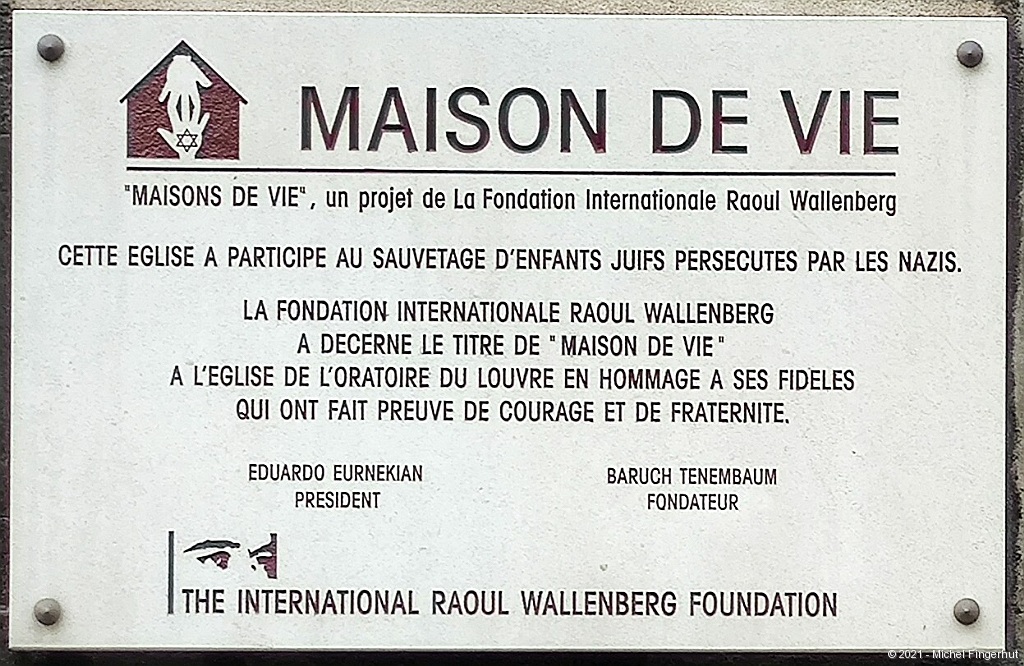 MAISON DE VIE
"MAISONS DE VIE", un projet de La Fondation Internationale Raoul Wallenberg
CETTE EGLISE A PARTICIPE AU SAUVETAGE D'ENFANTS JUIFS PERSECUTES PAR LES NAZIS.
LA FONDATION INTERNATIONALE RAOUL WALLENBERG
A DECERNE LE TITRE DE "MAISON DE VIE"
A L'EGLISE DE L'ORATOIRE DU LOUVRE EN HOMMAGE A SES FIDELES
QUI ONT FAIT PREUVE DE COURAGE ET DE FRATERNITE.
EDUARDO EURNEKIAN
PRESIDENT
BARUCH TENEMBAUM
FONDATEUR
THE INTERNATIONAL RAOUL WALLENBERG FOUNDATION
© 2021 - Michel Fingerhut